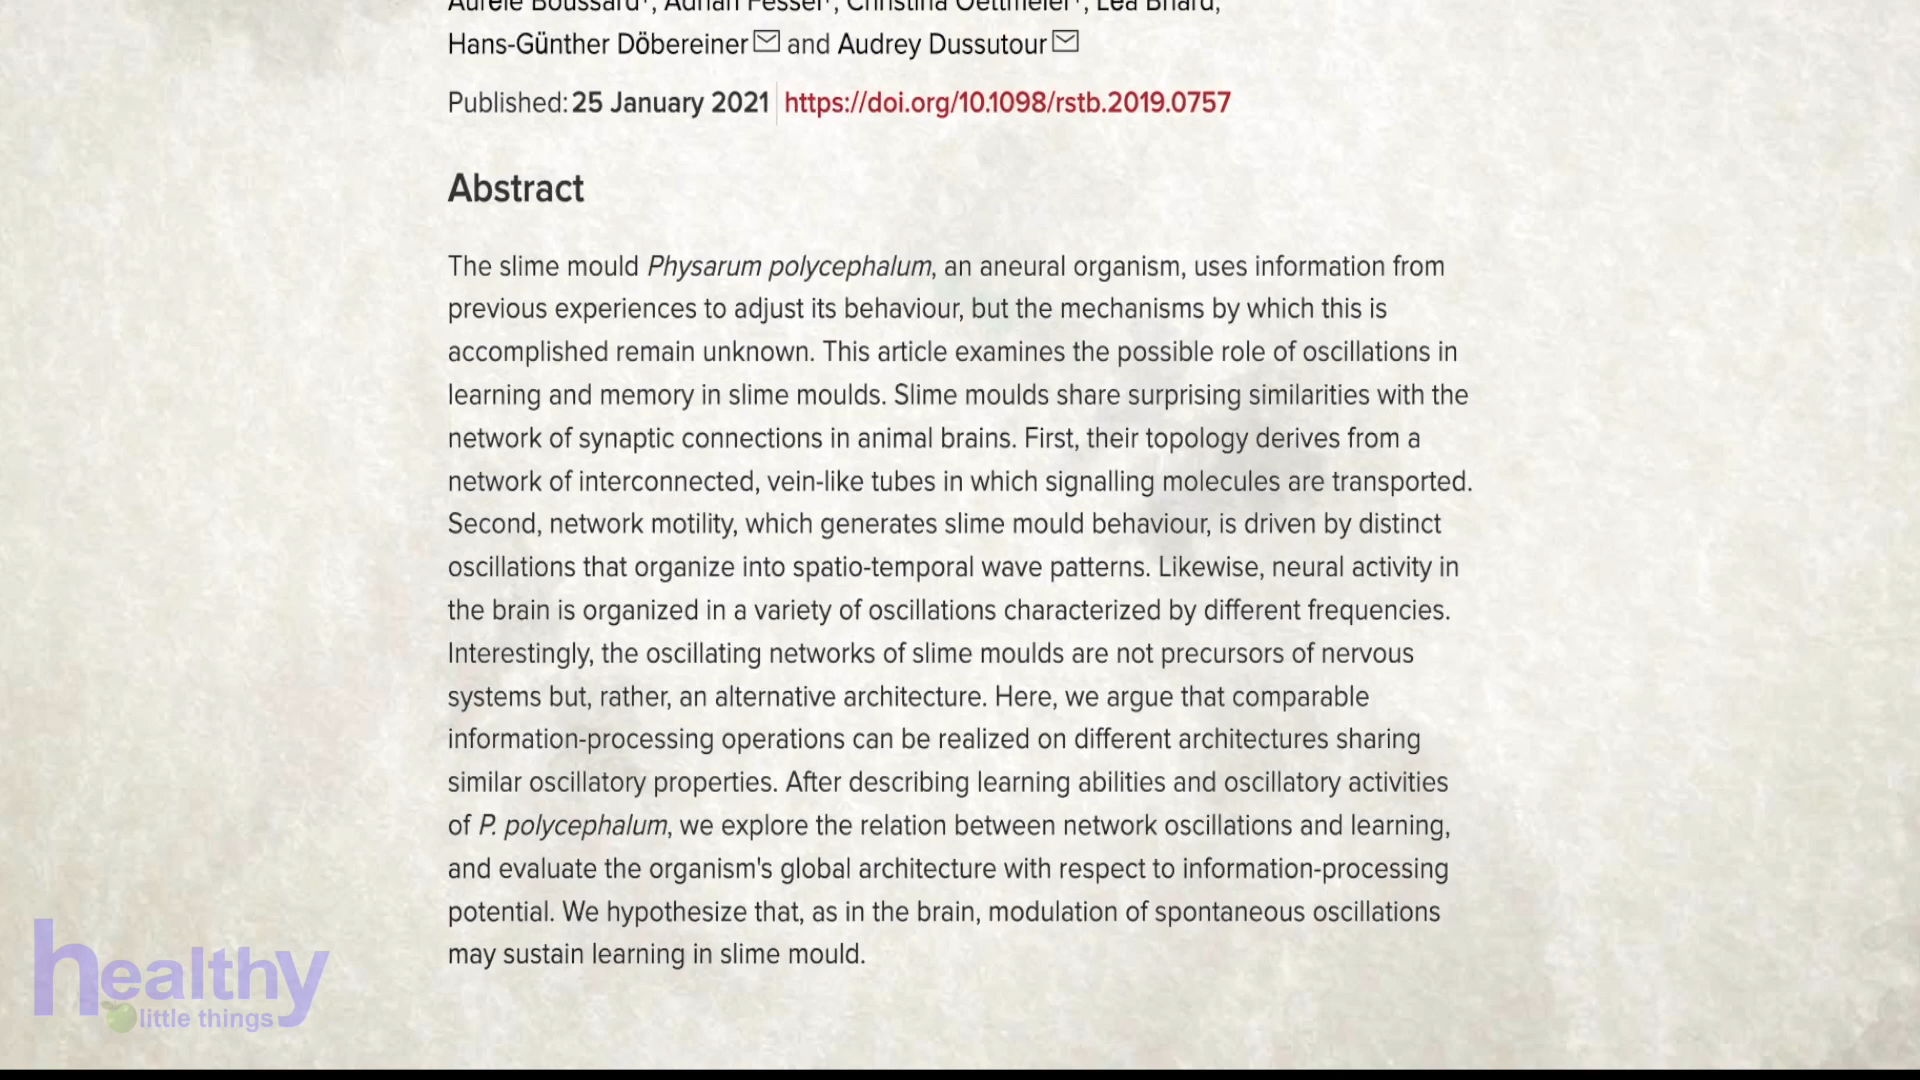 Aurèle Boussard, Adrian Fessel, Christina Oettmeier, Léa Briard,
Hans-Günther Döbereiner and Audrey Dussutour
Published: 25 January 2021 https://doi.org/10.1098/rstb.2019.0757
Abstract
The slime mould Physarum polycephalum, an aneural organism, uses information from
previous experiences to adjust its behaviour, but the mechanisms by which this is
accomplished remain unknown. This article examines the possible role of oscillations in
learning and memory in slime moulds. Slime moulds share surprising similarities with the
network of synaptic connections in animal brains. First, their topology derives from a
network of interconnected, vein-like tubes in which signalling molecules are transported.
Second, network motility, which generates slime mould behaviour, is driven by distinct
oscillations that organize into spatio-temporal wave patterns. Likewise, neural activity in
the brain is organized in a variety of oscillations characterized by different frequencies.
Interestingly, the oscillating networks of slime moulds are not precursors of nervous
systems but, rather, an alternative architecture. Here, we argue that comparable
information-processing operations can be realized on different architectures sharing
similar oscillatory properties. After describing learning abilities and oscillatory activities
of P. polycephalum, we explore the relation between network oscillations and learning,
and evaluate the organism's global architecture with respect to information-processing
potential. We hypothesize that, as in the brain, modulation of spontaneous oscillations
may sustain learning in slime mould.
healthy
little things